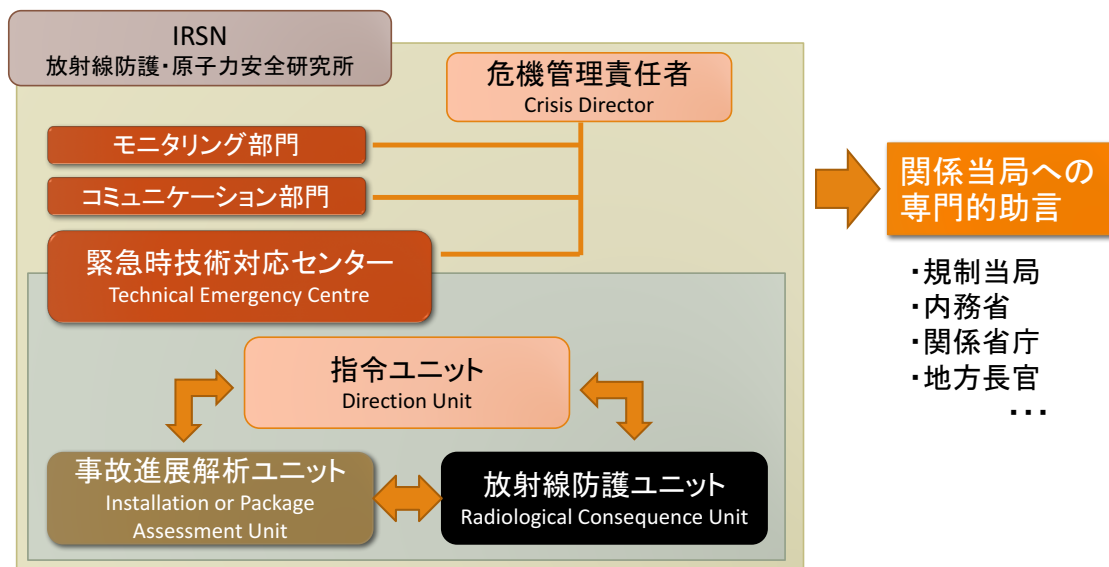 IRSN
放射線防護・原子力安全研究所
危機管理責任者
Crisis Director
モニタリング部門
コミュニケーション部門
緊急時技術対応センター
Technical Emergency Centre
指令ユニット
Direction Unit
事故進展解析ユニット
Installation or Package
Assessment Unit
放射線防護ユニット
Radiological Consequence Unit
関係当局への
専門的助言
・規制当局
・内務省
・関係省庁
・地方長官
・・・